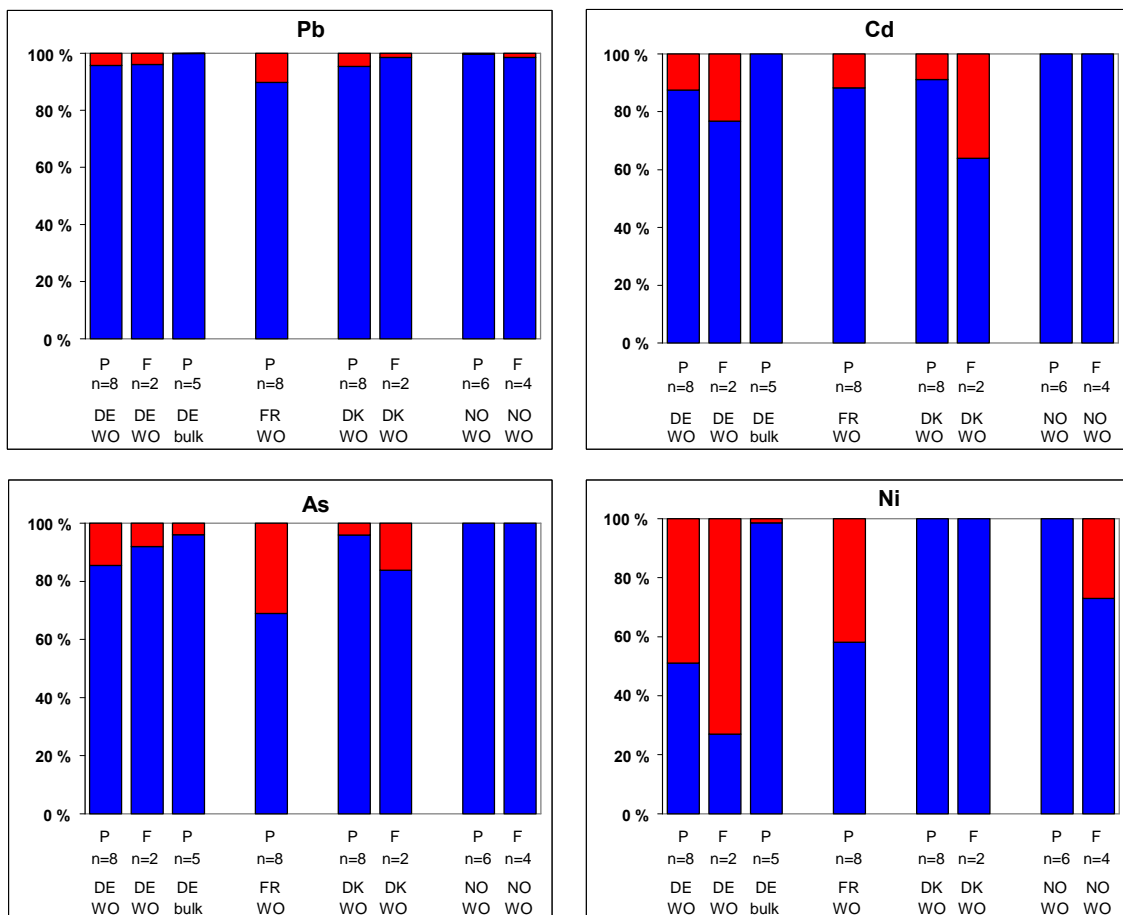 Pb
100 %
80 %
60 %
40 %
20 %
0 %
P F P P P F P F
n=8 n=2 n=5 n=8 n=8 n=2 n=6 n=4
DE DE DE FR DK DK NO NO
WO WO bulk WO WO WO WO WO
Cd
100 %
80 %
60 %
40 %
20 %
0 %
P F P P P F P F
n=8 n=2 n=5 n=8 n=8 n=2 n=6 n=4
DE DE DE FR DK DK NO NO
WO WO bulk WO WO WO WO WO
As
100 %
80 %
60 %
40 %
20 %
0 %
P F P P P F P F
n=8 n=2 n=5 n=8 n=8 n=2 n=6 n=4
DE DE DE FR DK DK NO NO
WO WO bulk WO WO WO WO WO
Ni
100 %
80 %
60 %
40 %
20 %
0 %
P F P P P F P F
n=8 n=2 n=5 n=8 n=8 n=2 n=6 n=4
DE DE DE FR DK DK NO NO
WO WO bulk WO WO WO WO WO